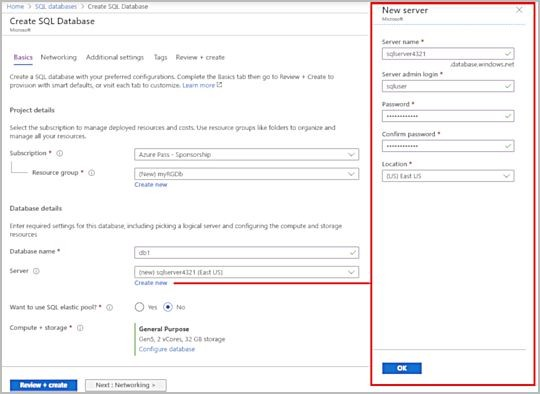 Home > SQL databases > Create SQL Database
Create SQL Database
Microsoft
Basics Networking Additional settings Tags Review + create
Create a SQL database with your preferred configurations. Complete the Basics tab then go to Review + Create to
provision with smart defaults, or visit each tab to customize. Learn more
Project details
Select the subscription to manage deployed resources and costs. Use resource groups like folders to organize and
manage all your resources.
Subscription *
Azure Pass - Sponsorship
Resource group *
(New) myRGDb
Create new
Database details
Enter required settings for this database, including picking a logical server and configuring the compute and storage
resources
Database name *
db1
Server
(new) sqlserver4321 (East US)
Create new
Want to use SQL elastic pool? *
Yes No
Compute + storage *
General Purpose
Gen5, 2 vCores, 32 GB storage
Configure database
Review + create
Next : Networking >
New server
Microsoft
Server name *
sqlserver4321
.database.windows.net
Server admin login *
sqluser
Password *
••••••••••••
Confirm password *
••••••••••••
Location *
(US) East US
OK